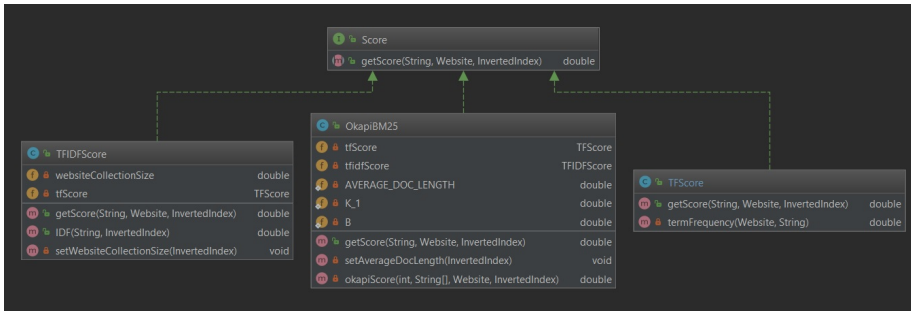 Score
getScore(String, Website, InvertedIndex) double
TFIDFScore
websiteCollectionSize double
tfScore TFScore
getScore(String, Website, InvertedIndex) double
IDF(String, InvertedIndex) double
setWebsiteCollectionSize(InvertedIndex) void
OkapiBM25
tfScore TFScore
tfidfScore TFIDFScore
AVERAGE_DOC_LENGTH double
K_1 double
B double
getScore(String, Website, InvertedIndex) double
setAverageDocLength(InvertedIndex) void
okapiScore(int, String[], Website, InvertedIndex) double
TFScore
getScore(String, Website, InvertedIndex) double
termFrequency(Website, String) double